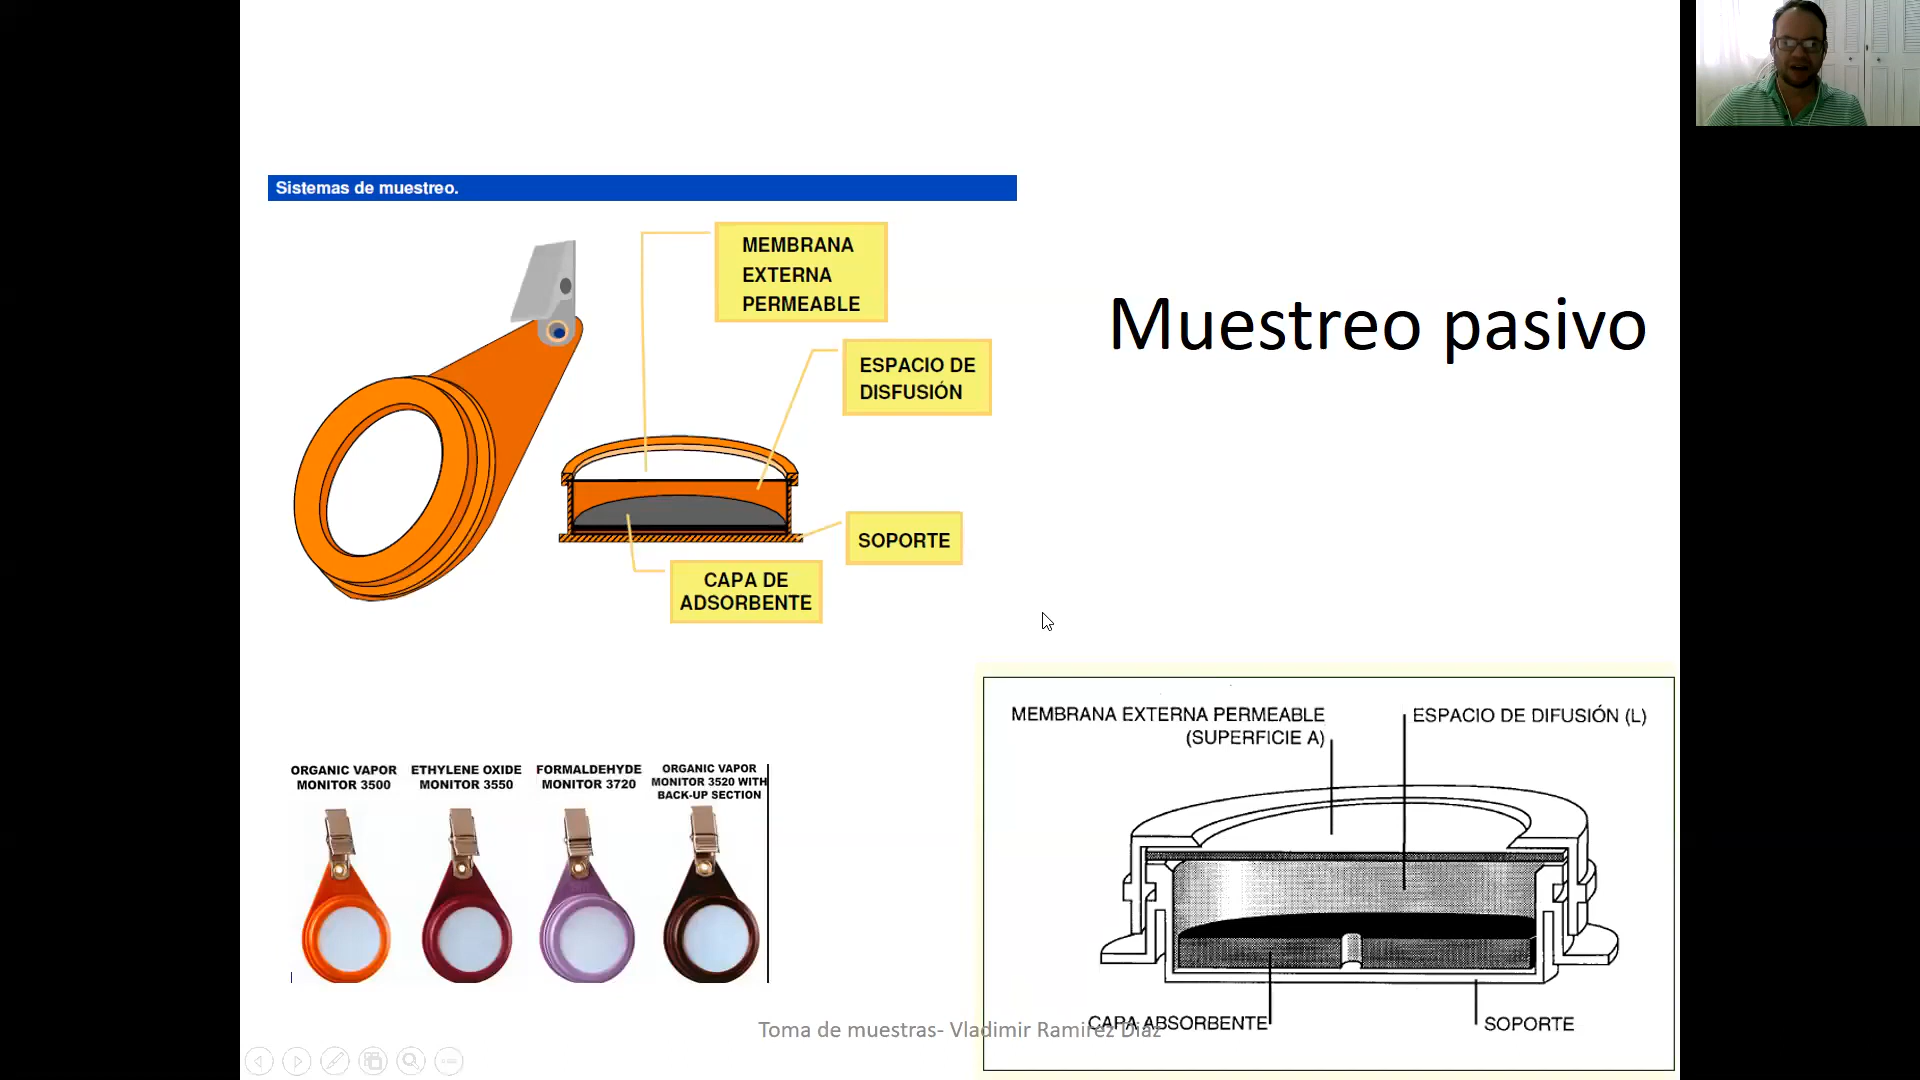 Sistemas de muestreo.
MEMBRANA
EXTERNA
PERMEABLE
ESPACIO DE
DISFUSIÓN
SOPORTE
CAPA DE
ADSORBENTE
Muestreo pasivo
ORGANIC VAPOR
MONITOR 3500
ETHYLENE OXIDE
MONITOR 3550
FORMALDEHYDE
MONITOR 3720
ORGANIC VAPOR
MONITOR 3520 WITH
BACK-UP SECTION
MEMBRANA EXTERNA PERMEABLE
(SUPERFICIE A)
ESPACIO DE DIFUSIÓN (L)
CAPA ABSORBENTE
SOPORTE
Toma de muestras- Vladimir Ramirez Diaz